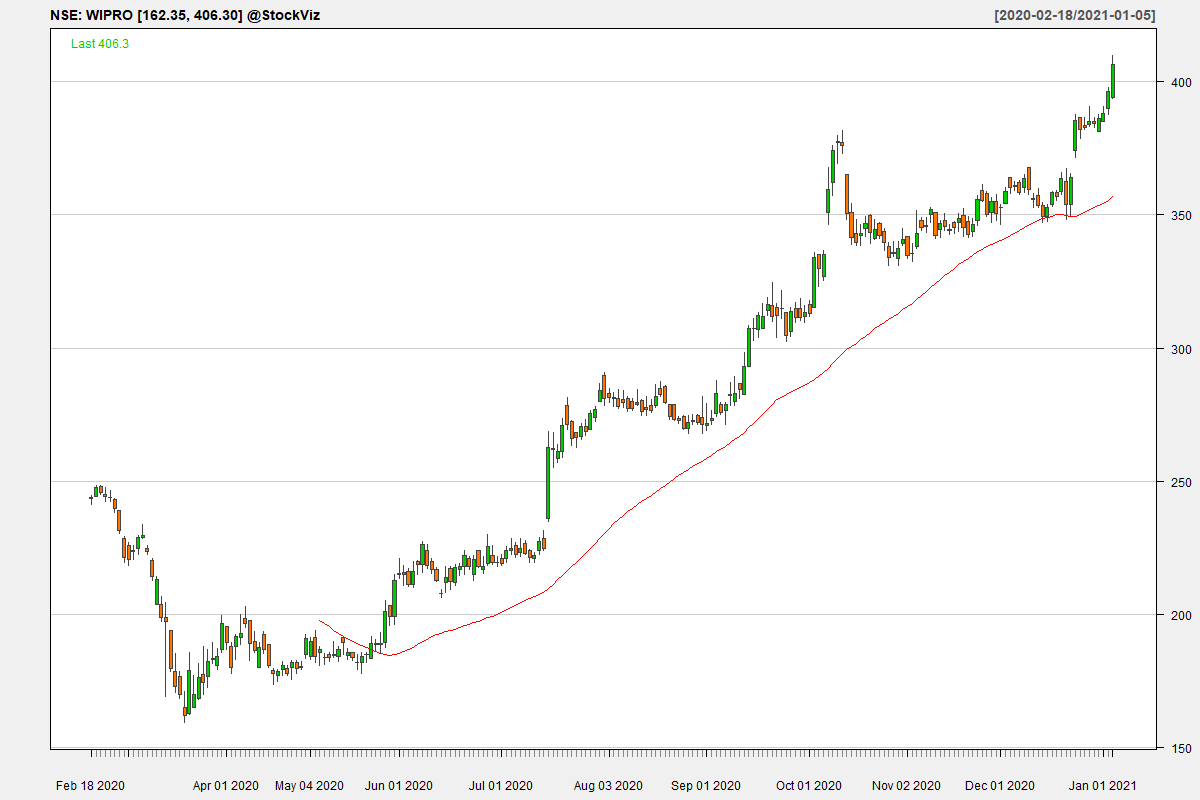 NSE: WIPRO [162.35, 406.30] @StockViz
[2020-02-18/2021-01-05]
Last 406.3
400
350
300
250
200
150
Feb 18 2020 Apr 01 2020 May 04 2020 Jun 01 2020 Jul 01 2020 Aug 03 2020 Sep 01 2020 Oct 01 2020 Nov 02 2020 Dec 01 2020 Jan 01 2021